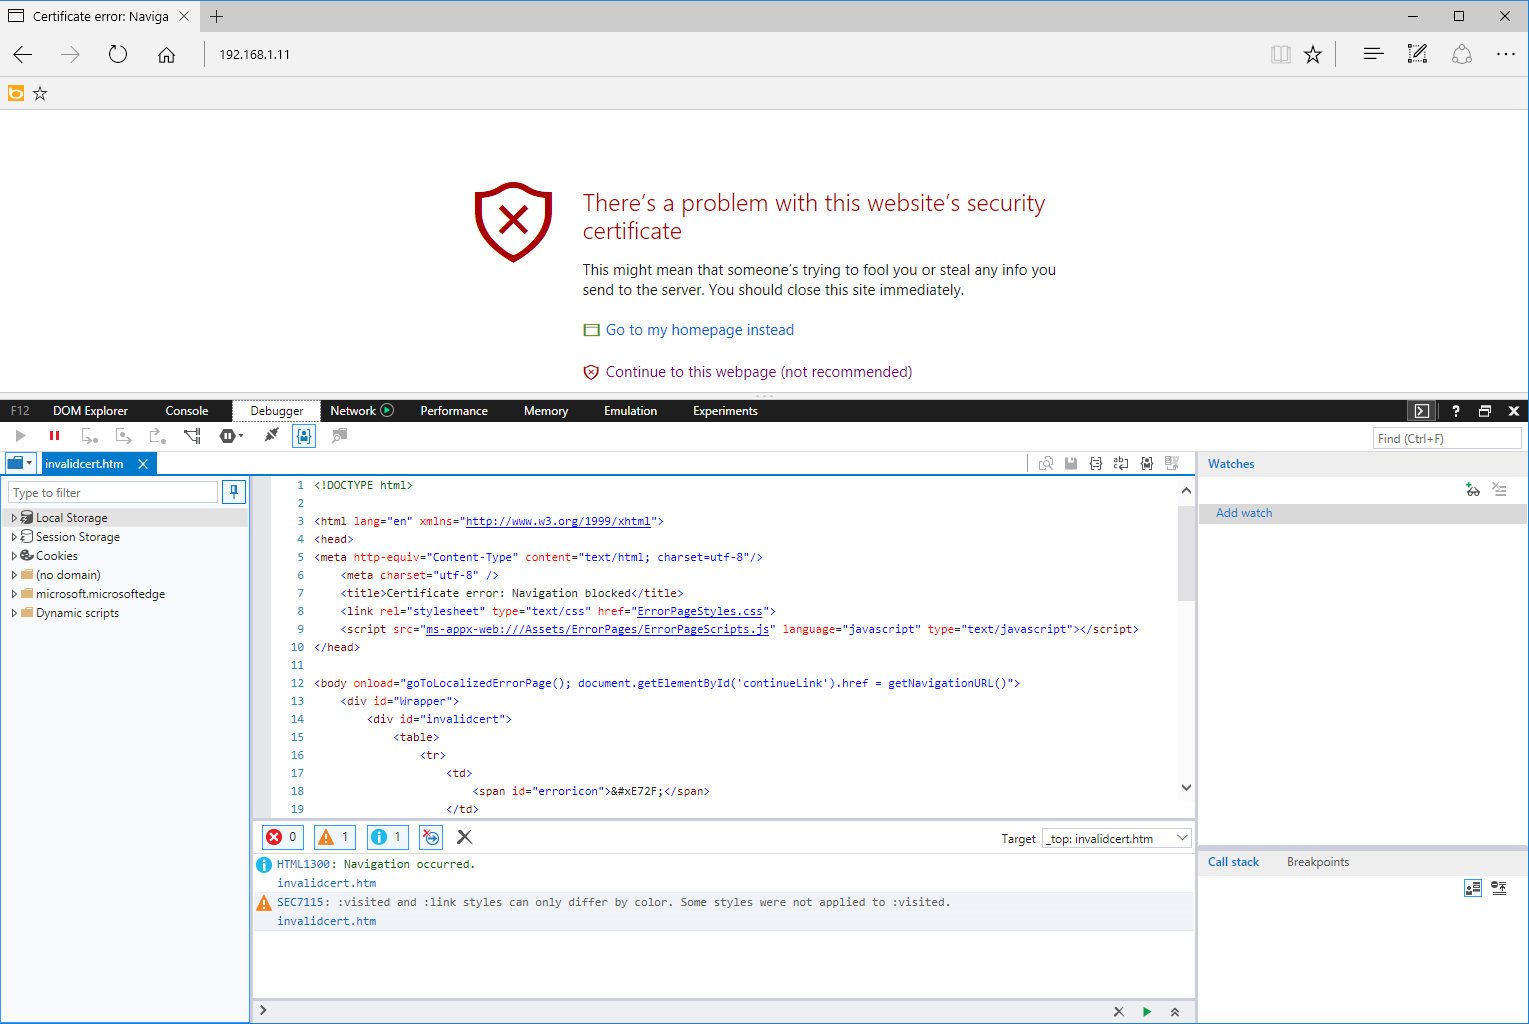 Certificate error: Naviga
192.168.1.11
There's a problem with this website's security
certificate
This might mean that someone's trying to fool you or steal any info you
send to the server. You should close this site immediately.
Go to my homepage instead
Continue to this webpage (not recommended)
F12 DOM Explorer Console Debugger Network Performance Memory Emulation Experiments ?
Find (Ctrl+F)
invalidcert.htm
Type to filter
Local Storage
Session Storage
Cookies
(no domain)
microsoft.microsoftedge
Dynamic scripts
1 <!DOCTYPE html>
2
3 <html lang="en" xmlns="http://www.w3.org/1999/xhtml">
4 <head>
5 <meta http-equiv="Content-Type" content="text/html; charset=utf-8"/>
6 <meta charset="utf-8" />
7 <title>Certificate error: Navigation blocked</title>
8 <link rel="stylesheet" type="text/css" href="ErrorPageStyles.css">
9 <script src="ms-appx-web:///Assets/ErrorPages/ErrorPageScripts.js" language="javascript" type="text/javascript"></script>
10 </head>
11
12 <body onload="goToLocalizedErrorPage(); document.getElementById('continueLink').href = getNavigationURL()">
13 <div id="Wrapper">
14 <div id="invalidcert">
15 <table>
16 <tr>
17 <td>
18 <span id="erroricon">&#xE72F;</span>
19 </td>
Watches
Add watch
0 1 1
Target _top: invalidcert.htm
HTML1300: Navigation occurred.
invalidcert.htm
SEC7115: :visited and :link styles can only differ by color. Some styles were not applied to :visited.
invalidcert.htm
Call stack Breakpoints